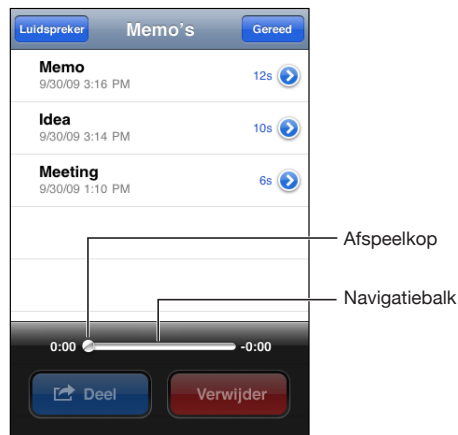 Luidspreker Memo's Gereed
Memo 12s
9/30/09 3:16 PM
Idea 10s
9/30/09 3:14 PM
Meeting 6s
9/30/09 1:10 PM
Afspeelkop
Navigatiebalk
0:00 -0:00
Deel Verwijder